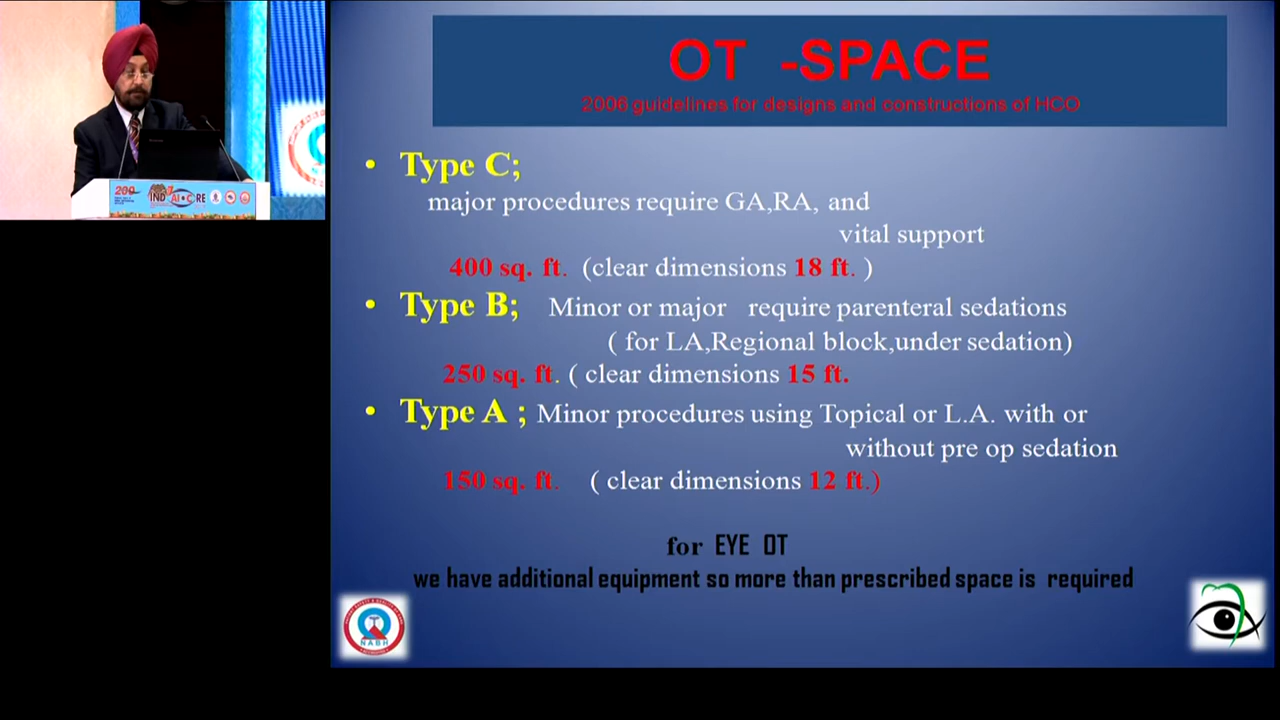 OT -SPACE
2006 guidelines for designs and constructions of HCO
• Type C;
major procedures require GA,RA, and
vital support
400 sq. ft. (clear dimensions 18 ft. )
• Type B; Minor or major require parenteral sedations
( for LA,Regional block,under sedation)
250 sq. ft. ( clear dimensions 15 ft.
• Type A ; Minor procedures using Topical or L.A. with or
without pre op sedation
150 sq. ft. ( clear dimensions 12 ft.)
for EYE OT
we have additional equipment so more than prescribed space is required
NABH